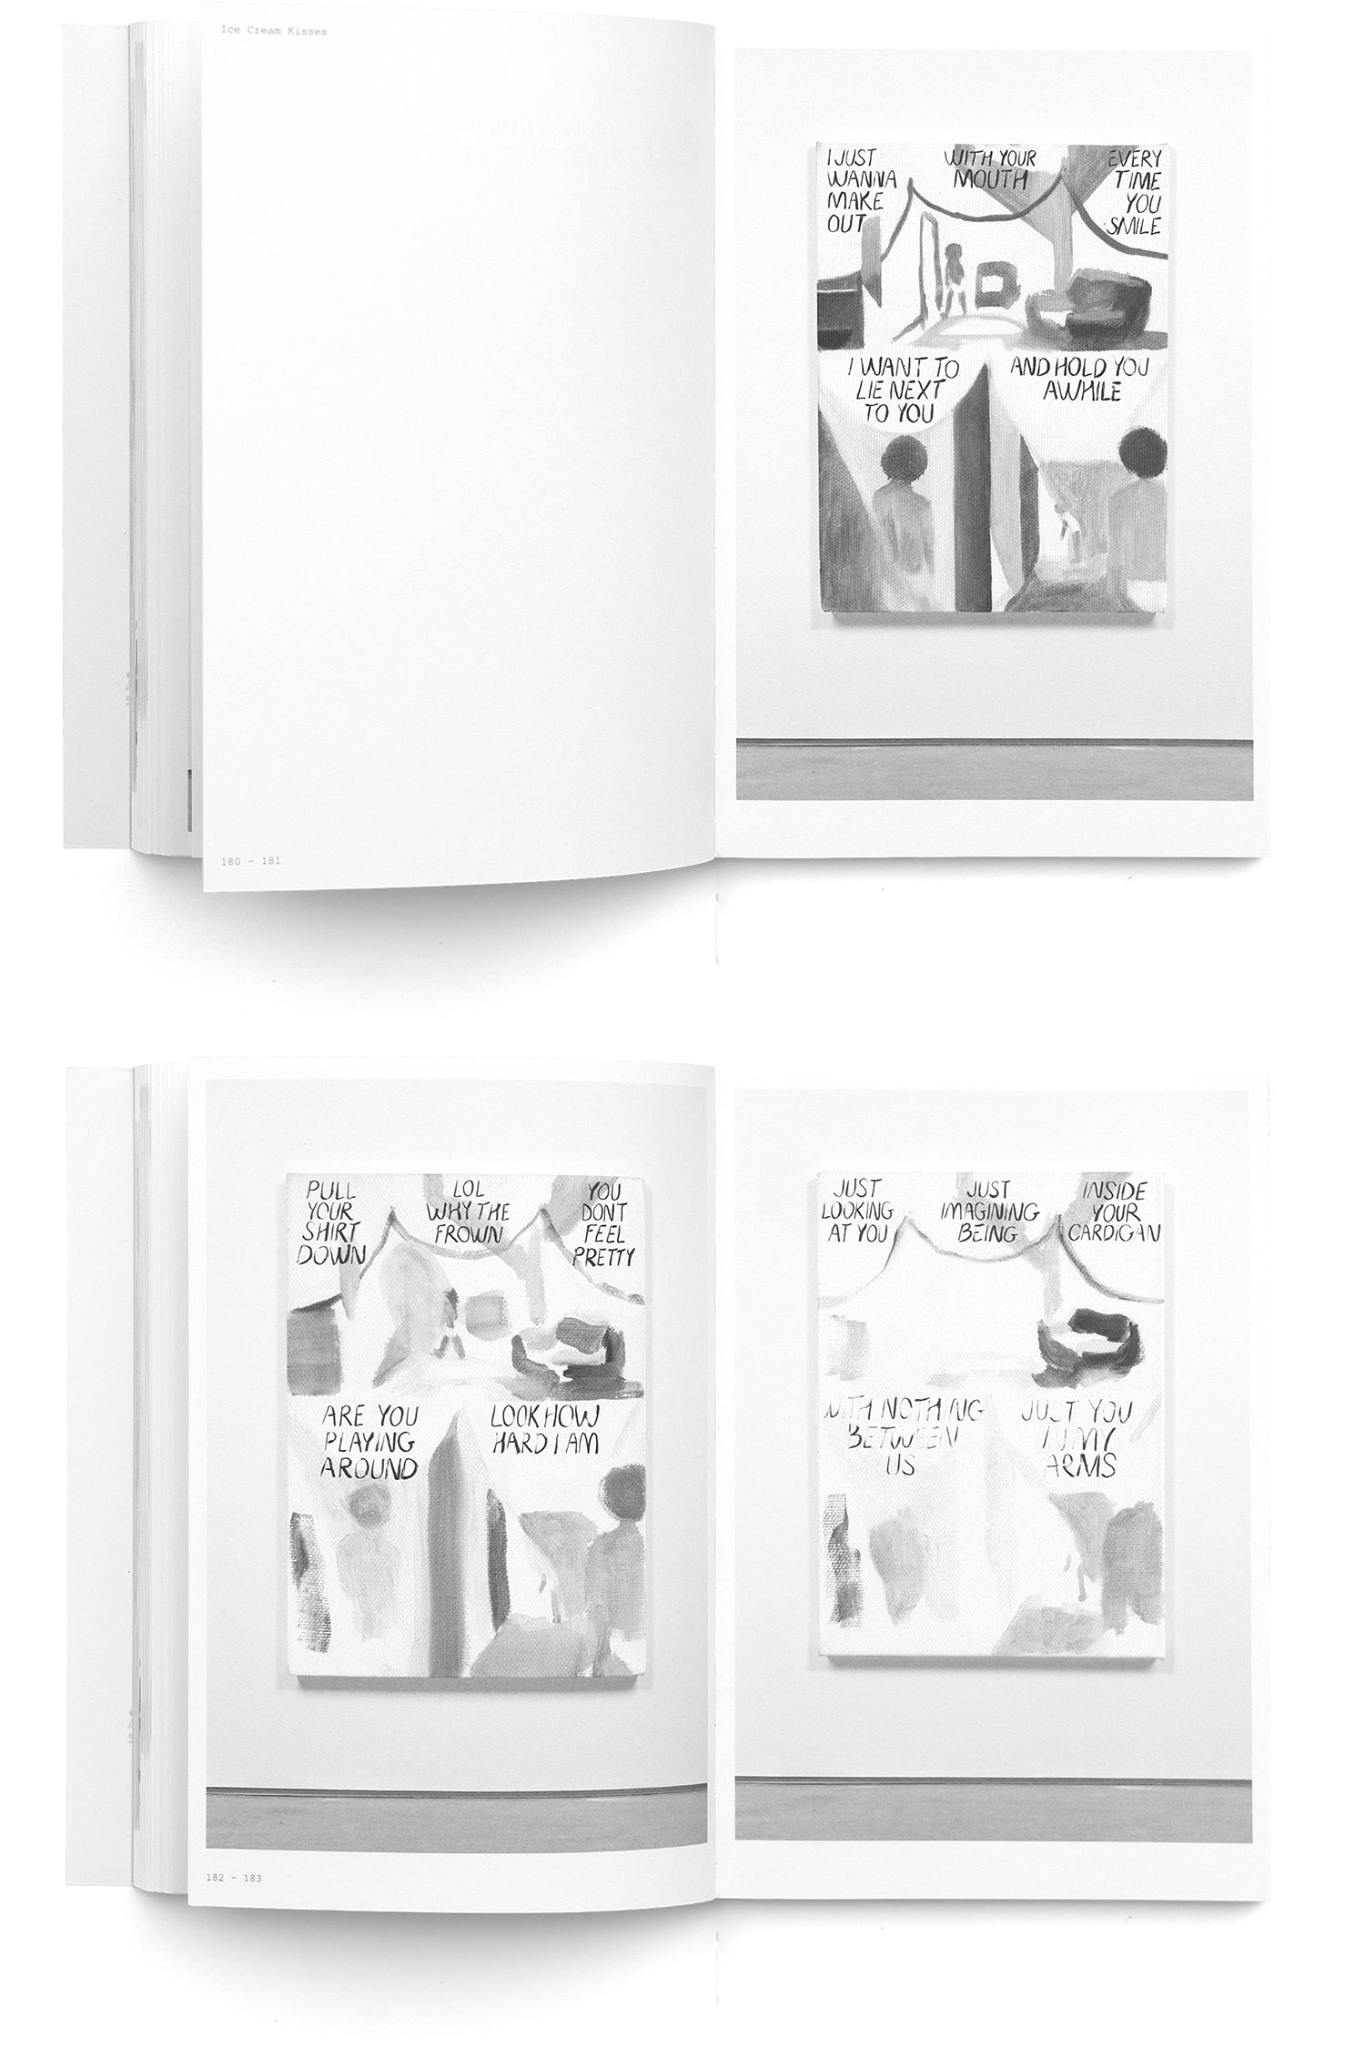 Ice Cream Kisses
I JUST
WANNA
MAKE
OUT
WITH YOUR
MOUTH
EVERY
TIME
YOU
SMILE
I WANT TO
LIE NEXT
TO YOU
AND HOLD YOU
AWHILE
180 – 181
PULL
YOUR
SHIRT
DOWN
LOL
WHY THE
FROWN
YOU
DONT
FEEL
PRETTY
ARE YOU
PLAYING
AROUND
LOOK HOW
HARD I AM
JUST
LOOKING
AT YOU
JUST
IMAGINING
BEING
INSIDE
YOUR
CARDIGAN
WITH NOTHING
BETWEEN
US
JUST YOU
IN MY
ARMS
182 – 183